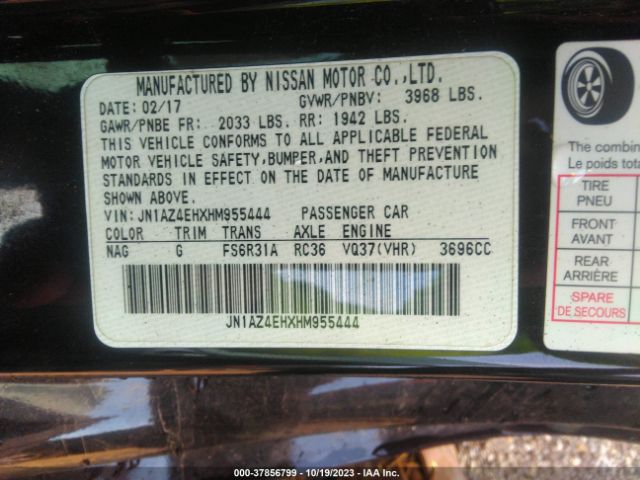 MANUFACTURED BY NISSAN MOTOR CO.,LTD.
DATE: 02/17 GVWR/PNBV: 3968 LBS.
GAWR/PNBE FR: 2033 LBS. RR: 1942 LBS.
THIS VEHICLE CONFORMS TO ALL APPLICABLE FEDERAL
MOTOR VEHICLE SAFETY,BUMPER,AND THEFT PREVENTION
STANDARDS IN EFFECT ON THE DATE OF MANUFACTURE
SHOWN ABOVE.
VIN: JN1AZ4EHXHM955444 PASSENGER CAR
COLOR TRIM TRANS AXLE ENGINE
NAG G FS6R31A RC36 VQ37(VHR) 3696CC
JN1AZ4EHXHM955444
The combin
Le poids tota
TIRE
PNEU
FRONT
AVANT
REAR
ARRIÈRE
SPARE
DE SECOURS
000-37856799 - 10/19/2023 - IAA Inc.